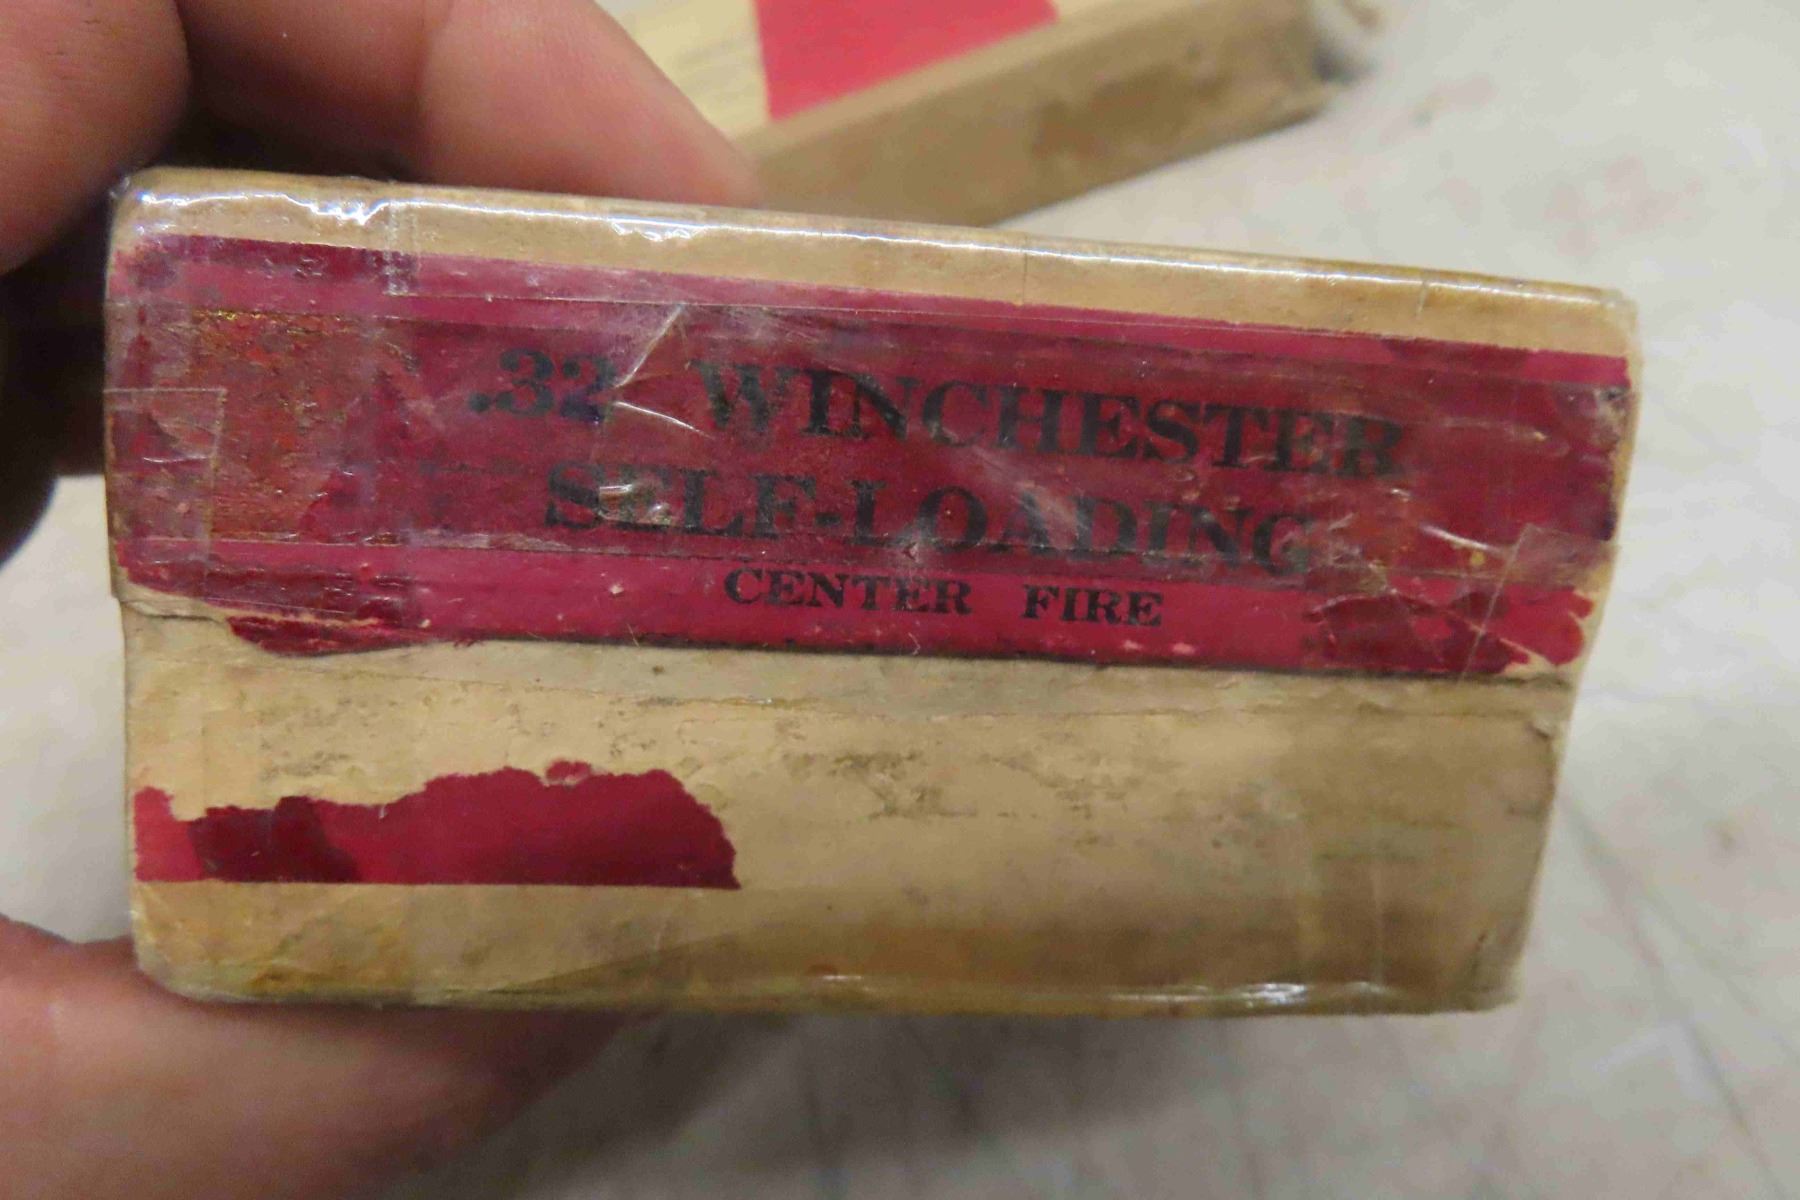 .32 WINCHESTER
SELF-LOADING
CENTER FIRE